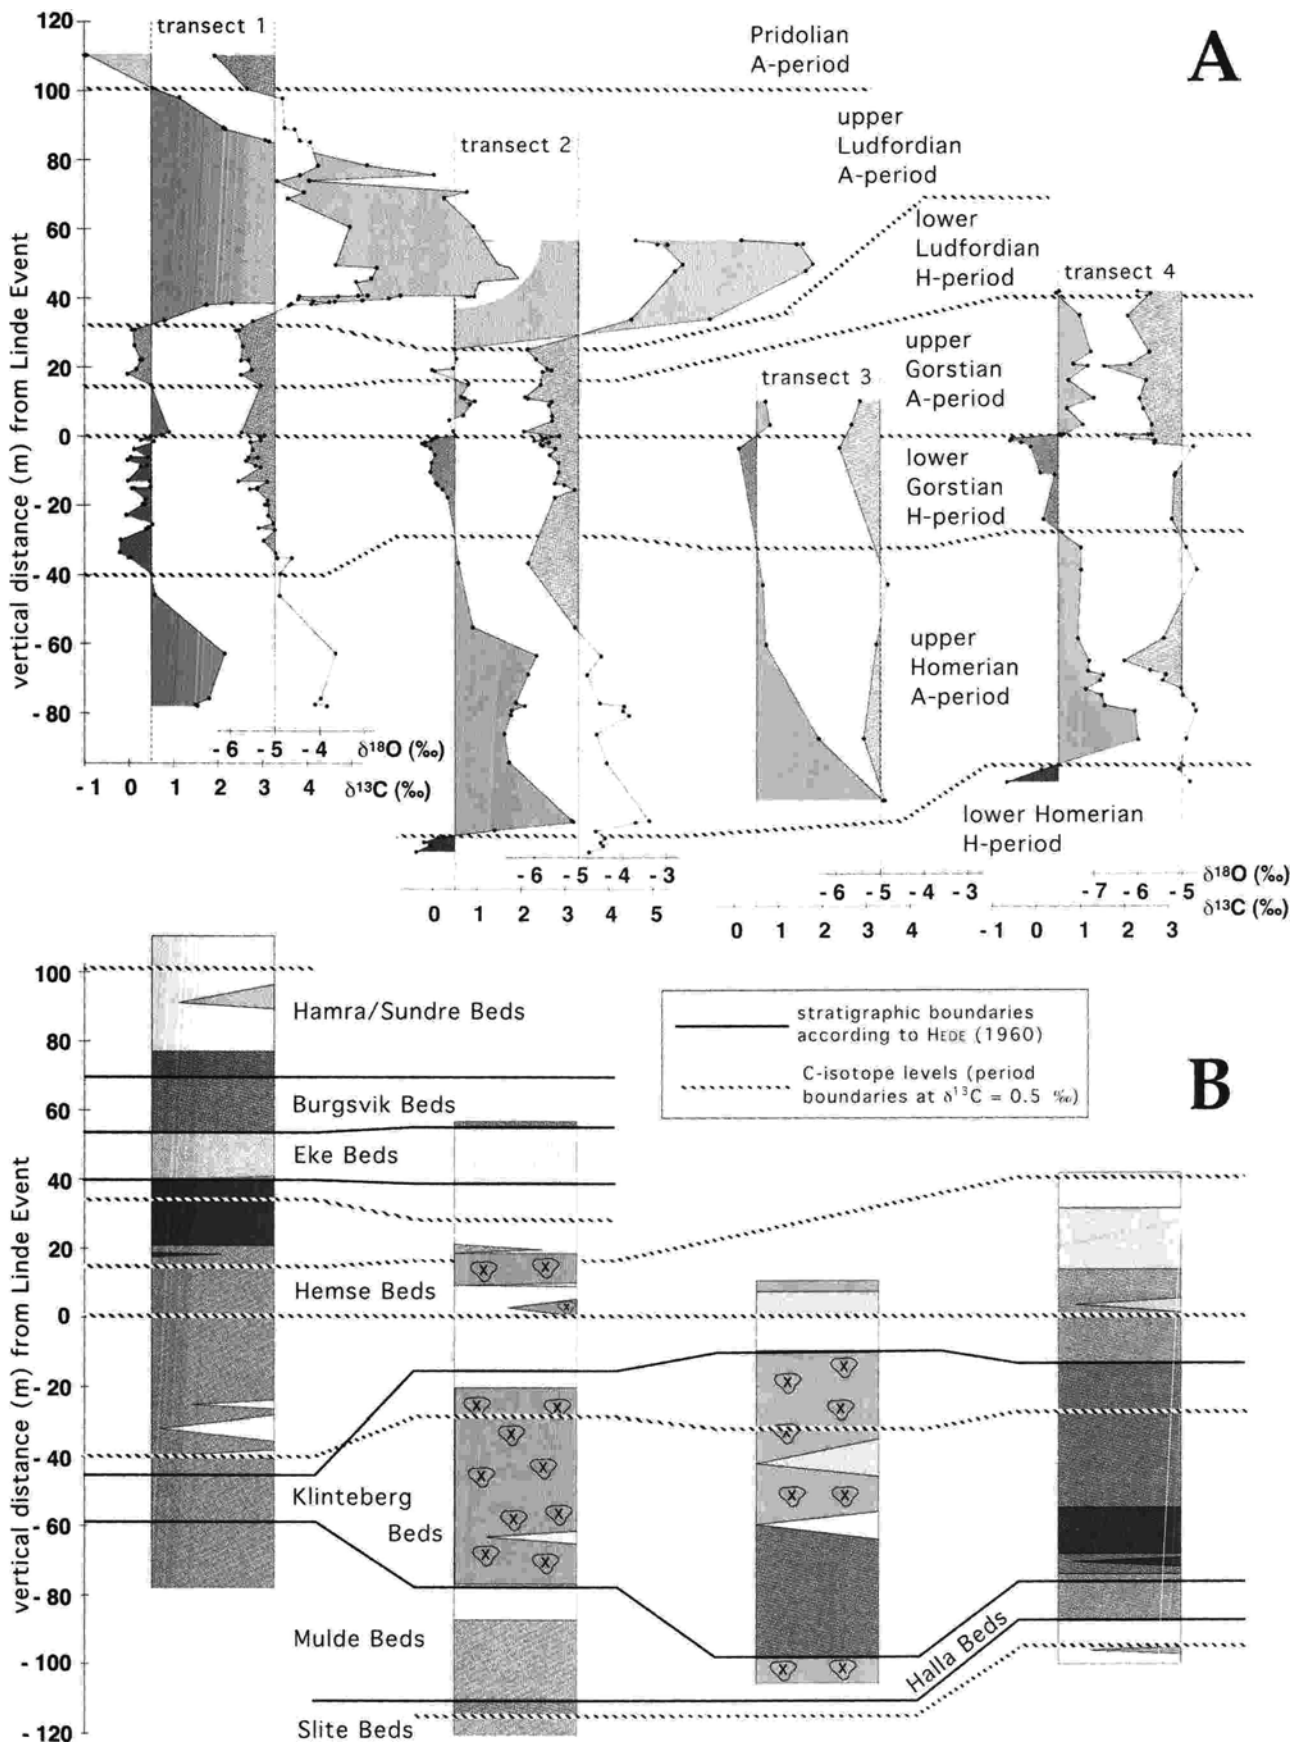 transect 1
Pridolian
A-period
A
upper
Ludfordian
A-period
transect 2
lower
Ludfordian
H-period
transect 4
upper
Gorstian
A-period
transect 3
lower
Gorstian
H-period
upper
Homerian
A-period
lower Homerian
H-period
vertical distance (m) from Linde Event
120
100
80
60
40
20
0
- 20
- 40
- 60
- 80
- 6 - 5 - 4 δ18O (‰)
- 1 0 1 2 3 4 δ13C (‰)
- 6 - 5 - 4 - 3
0 1 2 3 5
- 6 - 5 - 4 - 3
0 1 2 3 4
- 7 - 6 - 5 δ18O (‰)
- 1 0 1 2 3 δ13C (‰)
B
vertical distance (m) from Linde Event
100
80
60
40
20
0
- 20
- 40
- 60
- 80
- 100
- 120
Hamra/Sundre Beds
Burgsvik Beds
Eke Beds
Hemse Beds
Klinteberg
Beds
Mulde Beds
Slite Beds
Halla Beds
stratigraphic boundaries
according to HEDE (1960)
C-isotope levels (period
boundaries at δ13C = 0.5 ‰)